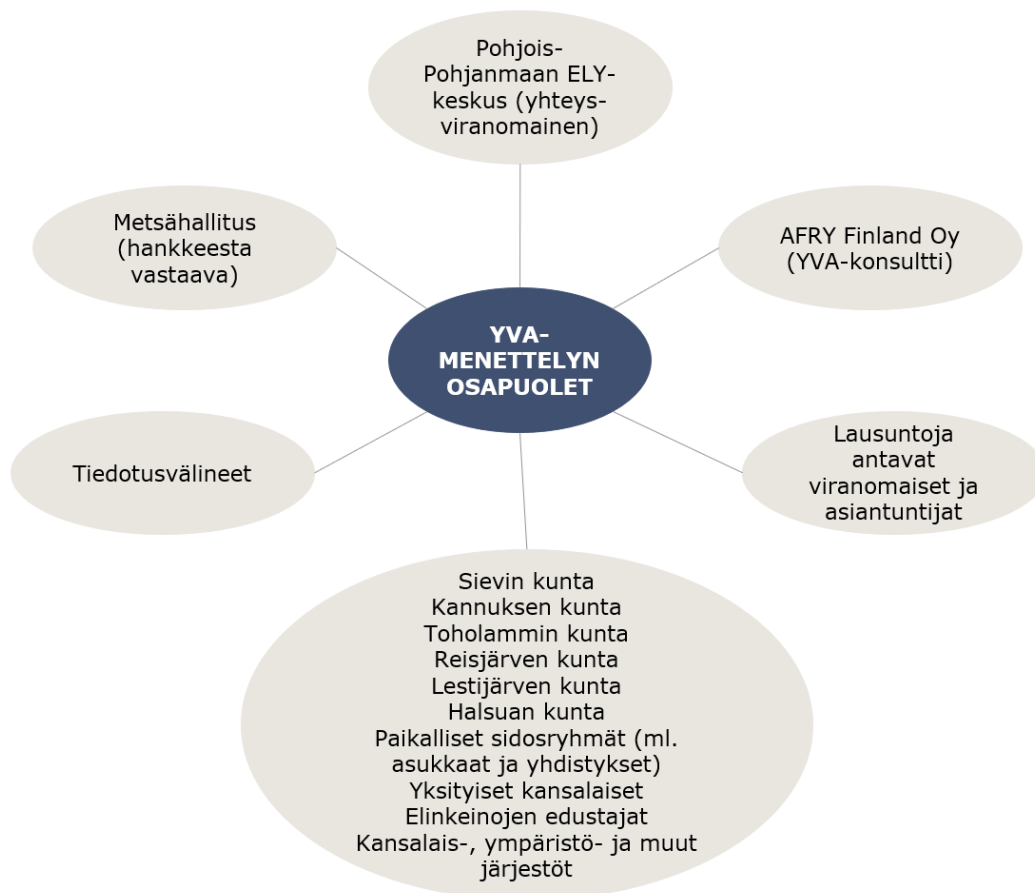 Pohjois-
Pohjanmaan ELY-
keskus (yhteys-
viranomainen)
Metsähallitus
(hankkeesta
vastaava)
AFRY Finland Oy
(YVA-konsultti)
YVA-
MENETTELYN
OSAPUOLET
Tiedotusvälineet
Lausuntoja
antavat
viranomaiset ja
asiantuntijat
Sievin kunta
Kannuksen kunta
Toholammin kunta
Reisjärven kunta
Lestijärven kunta
Halsuan kunta
Paikalliset sidosryhmät (ml.
asukkaat ja yhdistykset)
Yksityiset kansalaiset
Elinkeinojen edustajat
Kansalais-, ympäristö- ja muut
järjestöt